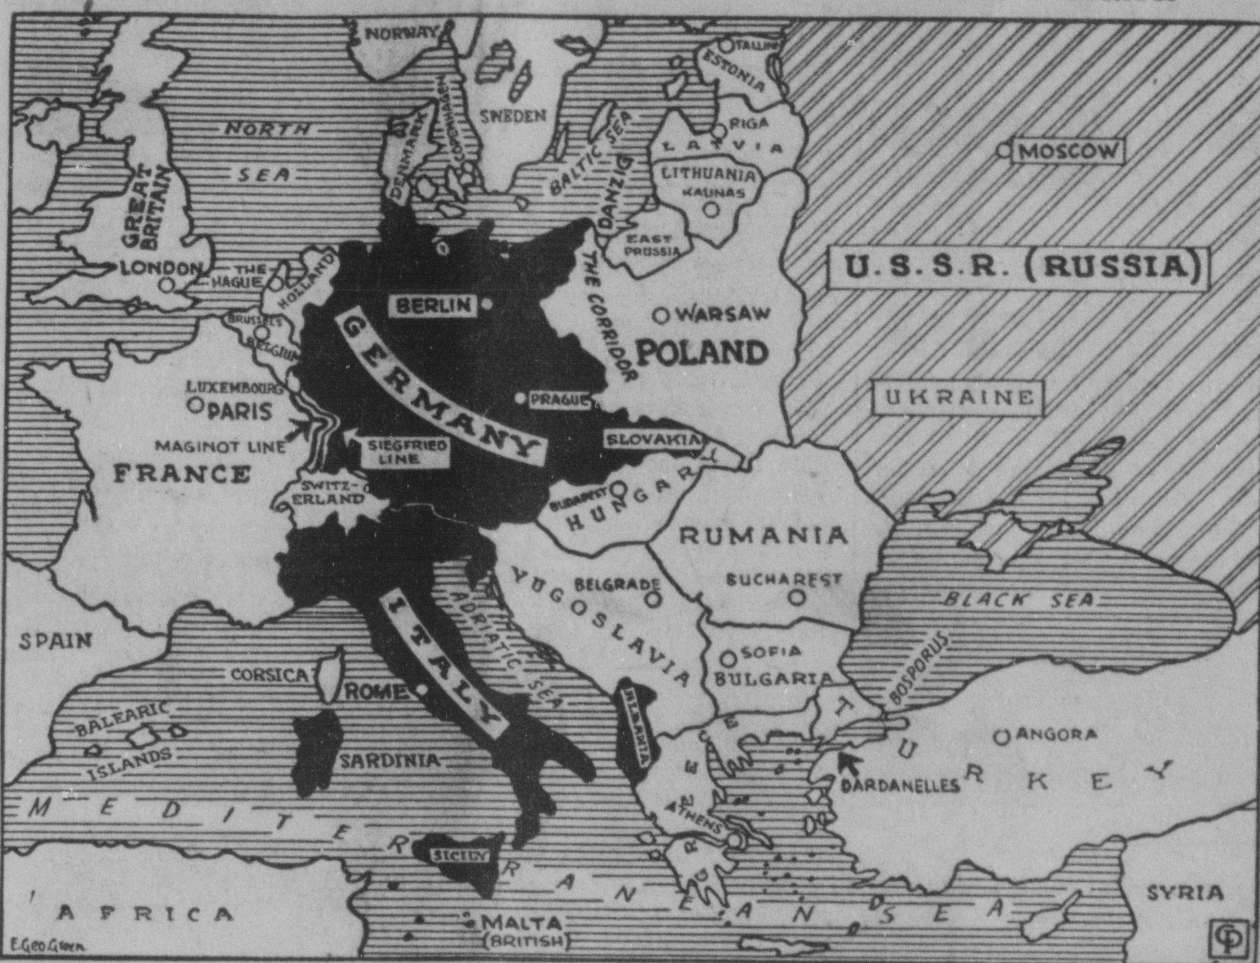 NORWAY
TALLIN
ESTONIA
SWEDEN
COPENHAGEN
DENMARK
NORTH
SEA
BALTIC SEA
RIGA
LATVIA
MOSCOW
LITHUANIA
KAUNAS
DANZIG
GREAT
BRITAIN
EAST
PRUSSIA
U.S.S.R. (RUSSIA)
LONDON
THE
HAGUE
HOLLAND
BERLIN
THE CORRIDOR
WARSAW
POLAND
BRUSSELS
BELGIUM
GERMANY
UKRAINE
LUXEMBOURG
PARIS
PRAGUE
MAGINOT LINE
SIEGFRIED
LINE
SLOVAKIA
FRANCE
SWITZ-
ERLAND
BUDAPEST
HUNGARY
RUMANIA
BUCHAREST
BELGRADE
YUGOSLAVIA
BLACK SEA
ADRIATIC SEA
ITALY
SPAIN
CORSICA
ROME
SOFIA
BULGARIA
BOSPORUS
ALBANIA
BALEARIC
ISLANDS
SARDINIA
ANGORA
TURKEY
DARDANELLES
GREECE
ATHENS
MEDITERRANEAN SEA
SICILY
AFRICA
MALTA
(BRITISH)
SYRIA
E. Geo. Green
CP